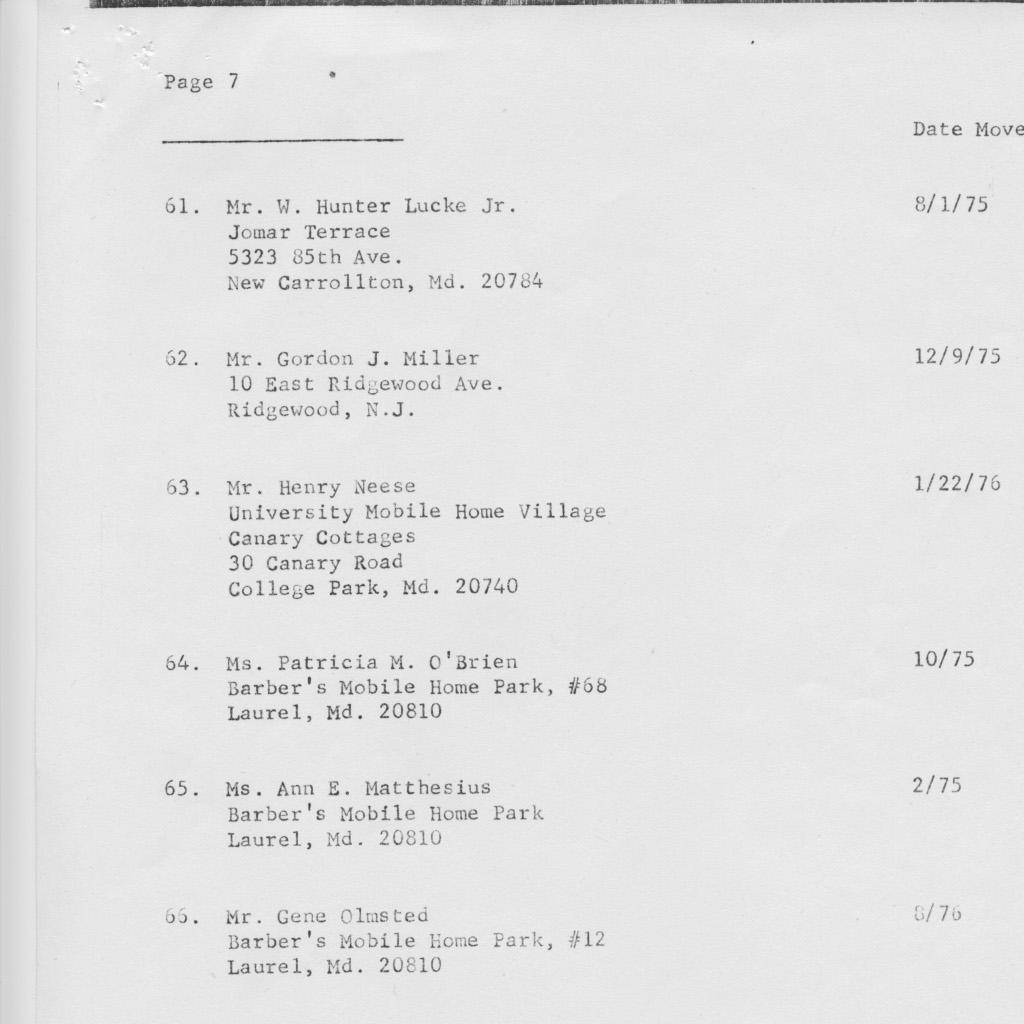 Page 7
Date Move
61. Mr. W. Hunter Lucke Jr. 8/1/75
Jomar Terrace
5323 85th Ave.
New Carrollton, Md. 20784
62. Mr. Gordon J. Miller 12/9/75
10 East Ridgewood Ave.
Ridgewood, N.J.
63. Mr. Henry Neese 1/22/76
University Mobile Home Village
Canary Cottages
30 Canary Road
College Park, Md. 20740
64. Ms. Patricia M. O'Brien 10/75
Barber's Mobile Home Park, #68
Laurel, Md. 20810
65. Ms. Ann E. Matthesius 2/75
Barber's Mobile Home Park
Laurel, Md. 20810
66. Mr. Gene Olmsted 8/76
Barber's Mobile Home Park, #12
Laurel, Md. 20810